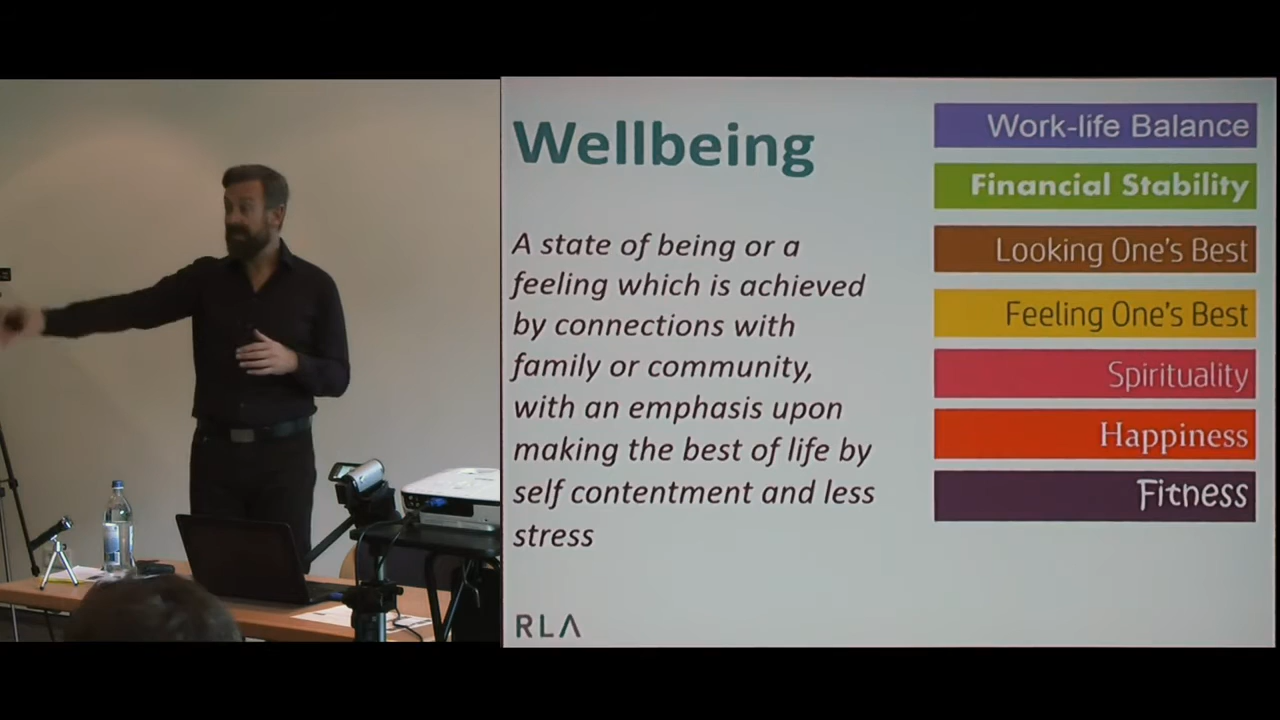 Wellbeing
A state of being or a
feeling which is achieved
by connections with
family or community,
with an emphasis upon
making the best of life by
self contentment and less
stress
RLA
Work-life Balance
Financial Stability
Looking One's Best
Feeling One's Best
Spirituality
Happiness
Fitness